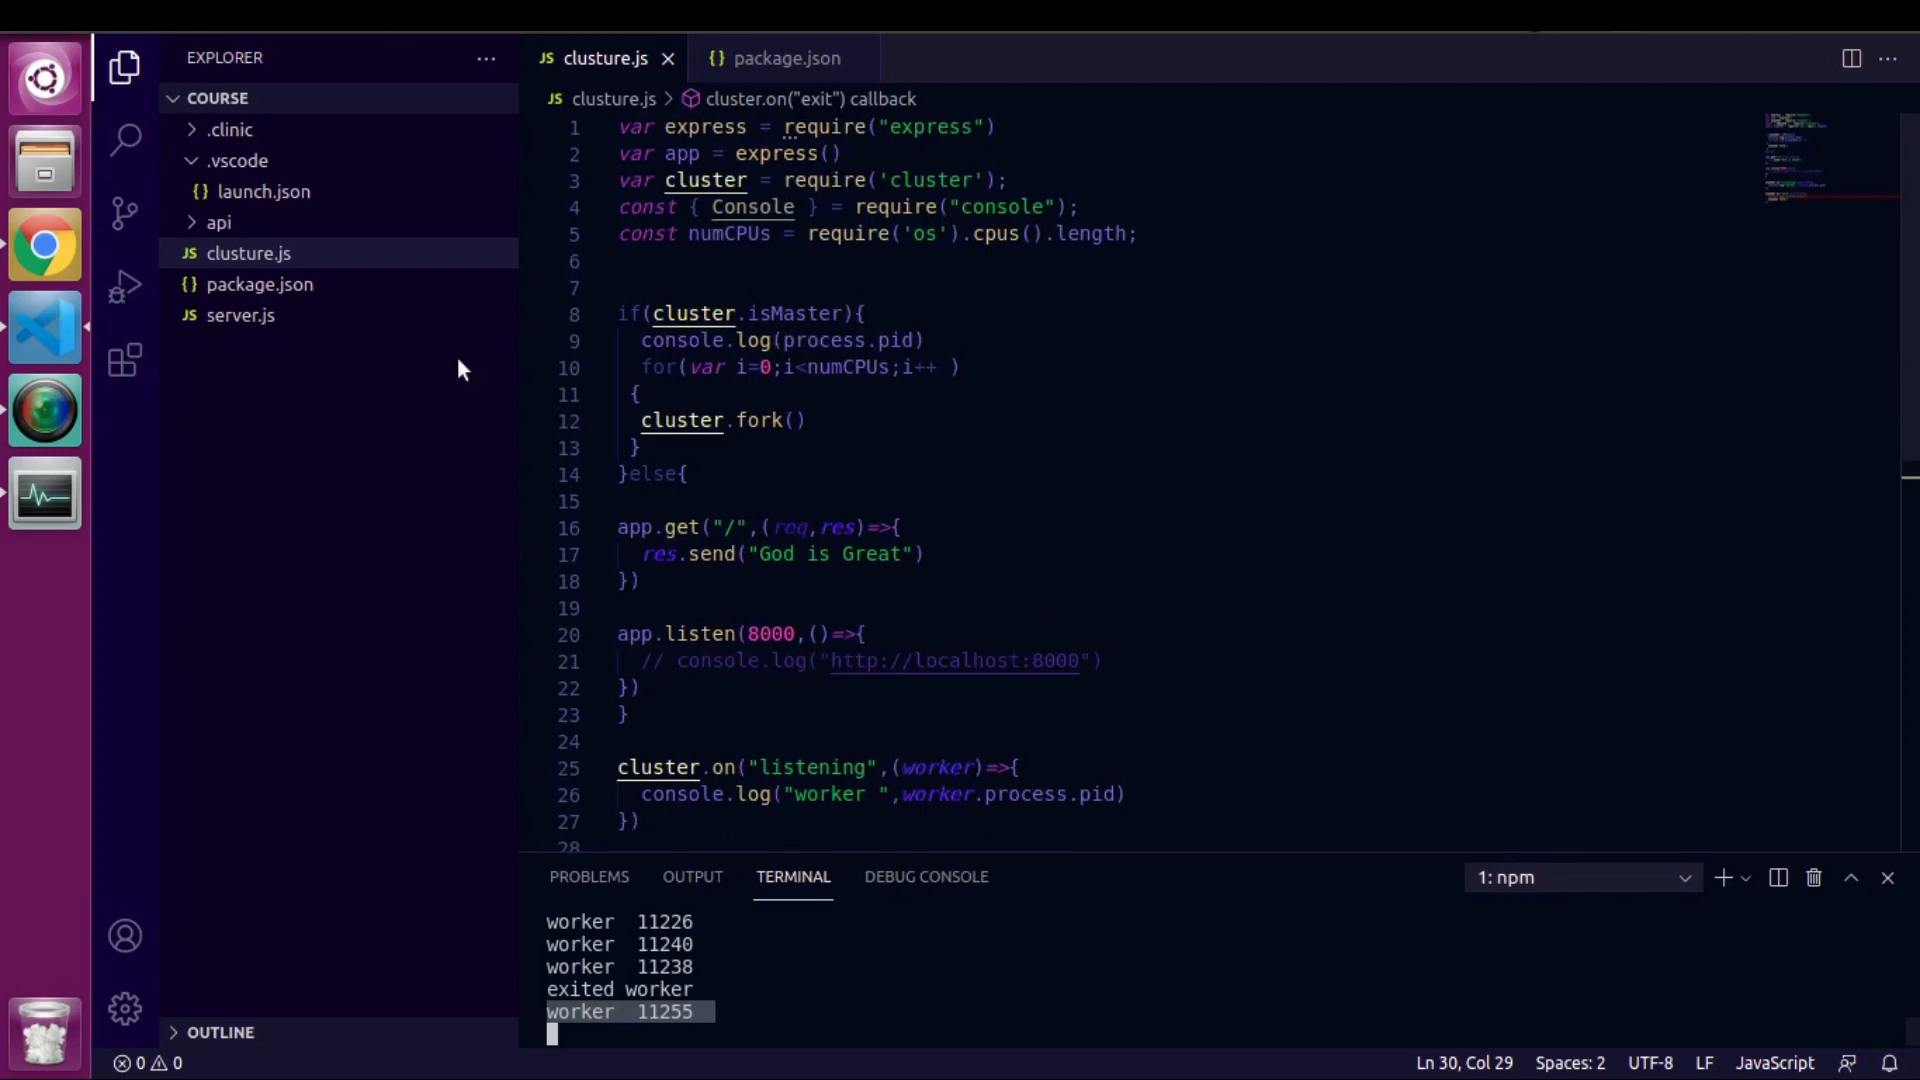 EXPLORER
COURSE
.clinic
.vscode
{} launch.json
api
JS clusture.js
{} package.json
JS server.js
OUTLINE
JS clusture.js
{} package.json
JS clusture.js > cluster.on("exit") callback
1 var express = require("express")
2 var app = express()
3 var cluster = require('cluster');
4 const { Console } = require("console");
5 const numCPUs = require('os').cpus().length;
6
7
8 if(cluster.isMaster){
9 console.log(process.pid)
10 for(var i=0;i<numCPUs;i++ )
11 {
12 cluster.fork()
13 }
14 }else{
15
16 app.get("/",(req,res)=>{
17 res.send("God is Great")
18 })
19
20 app.listen(8000,()=>{
21 // console.log("http://localhost:8000")
22 })
23 }
24
25 cluster.on("listening",(worker)=>{
26 console.log("worker ",worker.process.pid)
27 })
28
PROBLEMS OUTPUT TERMINAL DEBUG CONSOLE 1: npm
worker  11226
worker  11240
worker  11238
exited worker
worker  11255
0 0 Ln 30, Col 29 Spaces: 2 UTF-8 LF JavaScript